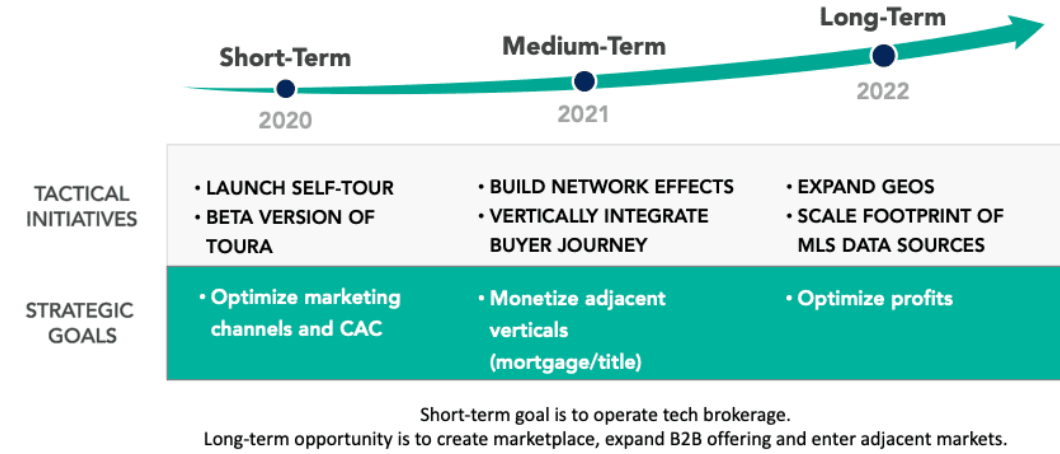 Short-Term
Medium-Term
Long-Term
2020
2021
2022
TACTICAL
INITIATIVES
• LAUNCH SELF-TOUR
• BETA VERSION OF
TOURA
• BUILD NETWORK EFFECTS
• VERTICALLY INTEGRATE
BUYER JOURNEY
• EXPAND GEOS
• SCALE FOOTPRINT OF
MLS DATA SOURCES
STRATEGIC
GOALS
• Optimize marketing
channels and CAC
• Monetize adjacent
verticals
(mortgage/title)
• Optimize profits
Short-term goal is to operate tech brokerage.
Long-term opportunity is to create marketplace, expand B2B offering and enter adjacent markets.